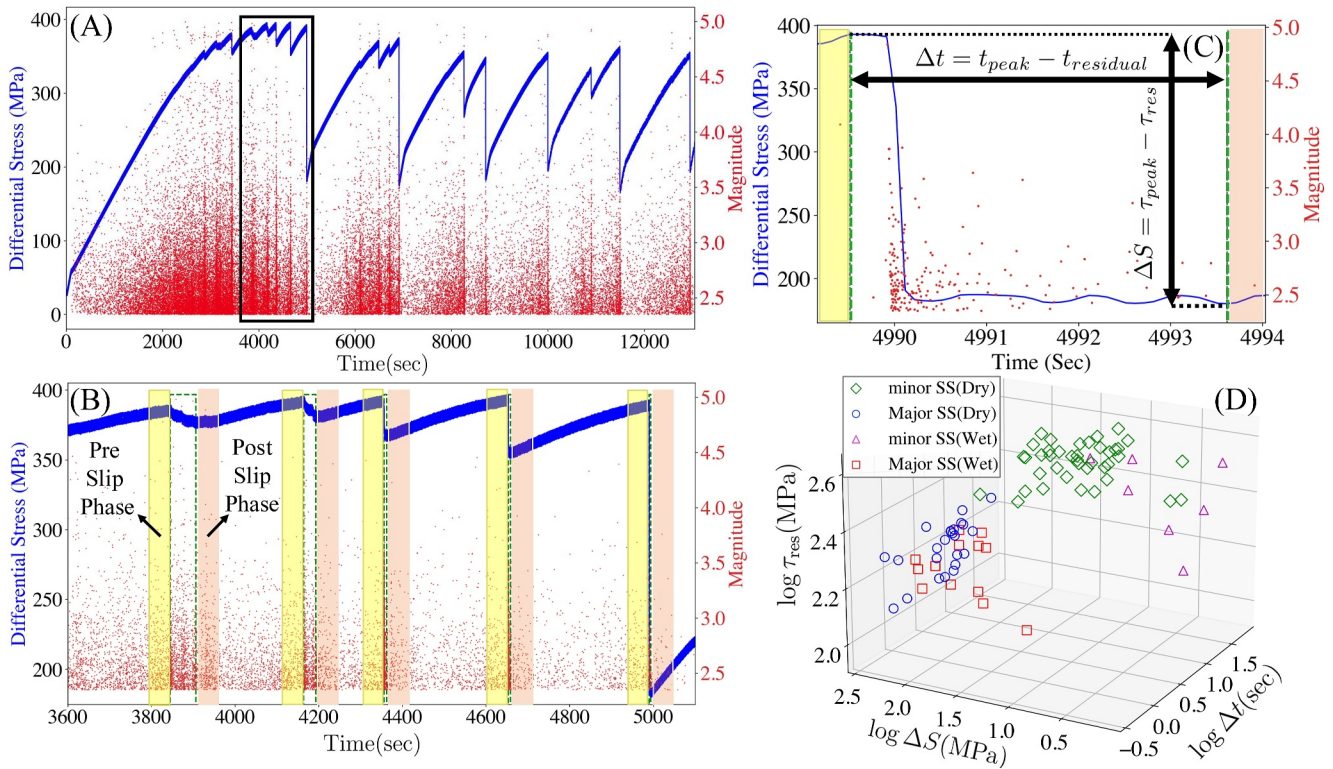 (A)
Differential Stress (MPa)
400
300
200
100
0
5.0
4.5
4.0
3.5
3.0
2.5
Magnitude
0 2000 4000 6000 8000 10000 12000
Time(sec)
(C)
Differential Stress (MPa)
400
350
300
250
200
Δt = t_peak − t_residual
ΔS = τ_peak − τ_res
5.0
4.5
4.0
3.5
3.0
2.5
Magnitude
4990 4991 4992 4993 4994
Time (Sec)
(B)
Differential Stress (MPa)
400
350
300
250
200
Pre
Slip
Phase
Post
Slip
Phase
5.0
4.5
4.0
3.5
3.0
2.5
Magnitude
3600 3800 4000 4200 4400 4600 4800 5000
Time(sec)
(D)
minor SS(Dry)
Major SS(Dry)
minor SS(Wet)
Major SS(Wet)
log τ_res(MPa)
2.6
2.4
2.2
2.0
2.5 2.0 1.5 1.0 0.5
log ΔS(MPa)
−0.5 0.0 0.5 1.0 1.5
log Δt(sec)